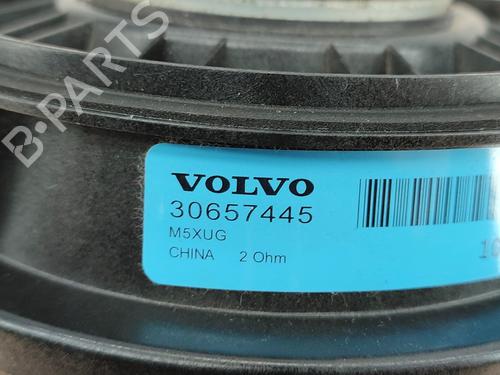 B-PARTS
VOLVO
30657445
M5XUG
CHINA 2 Ohm